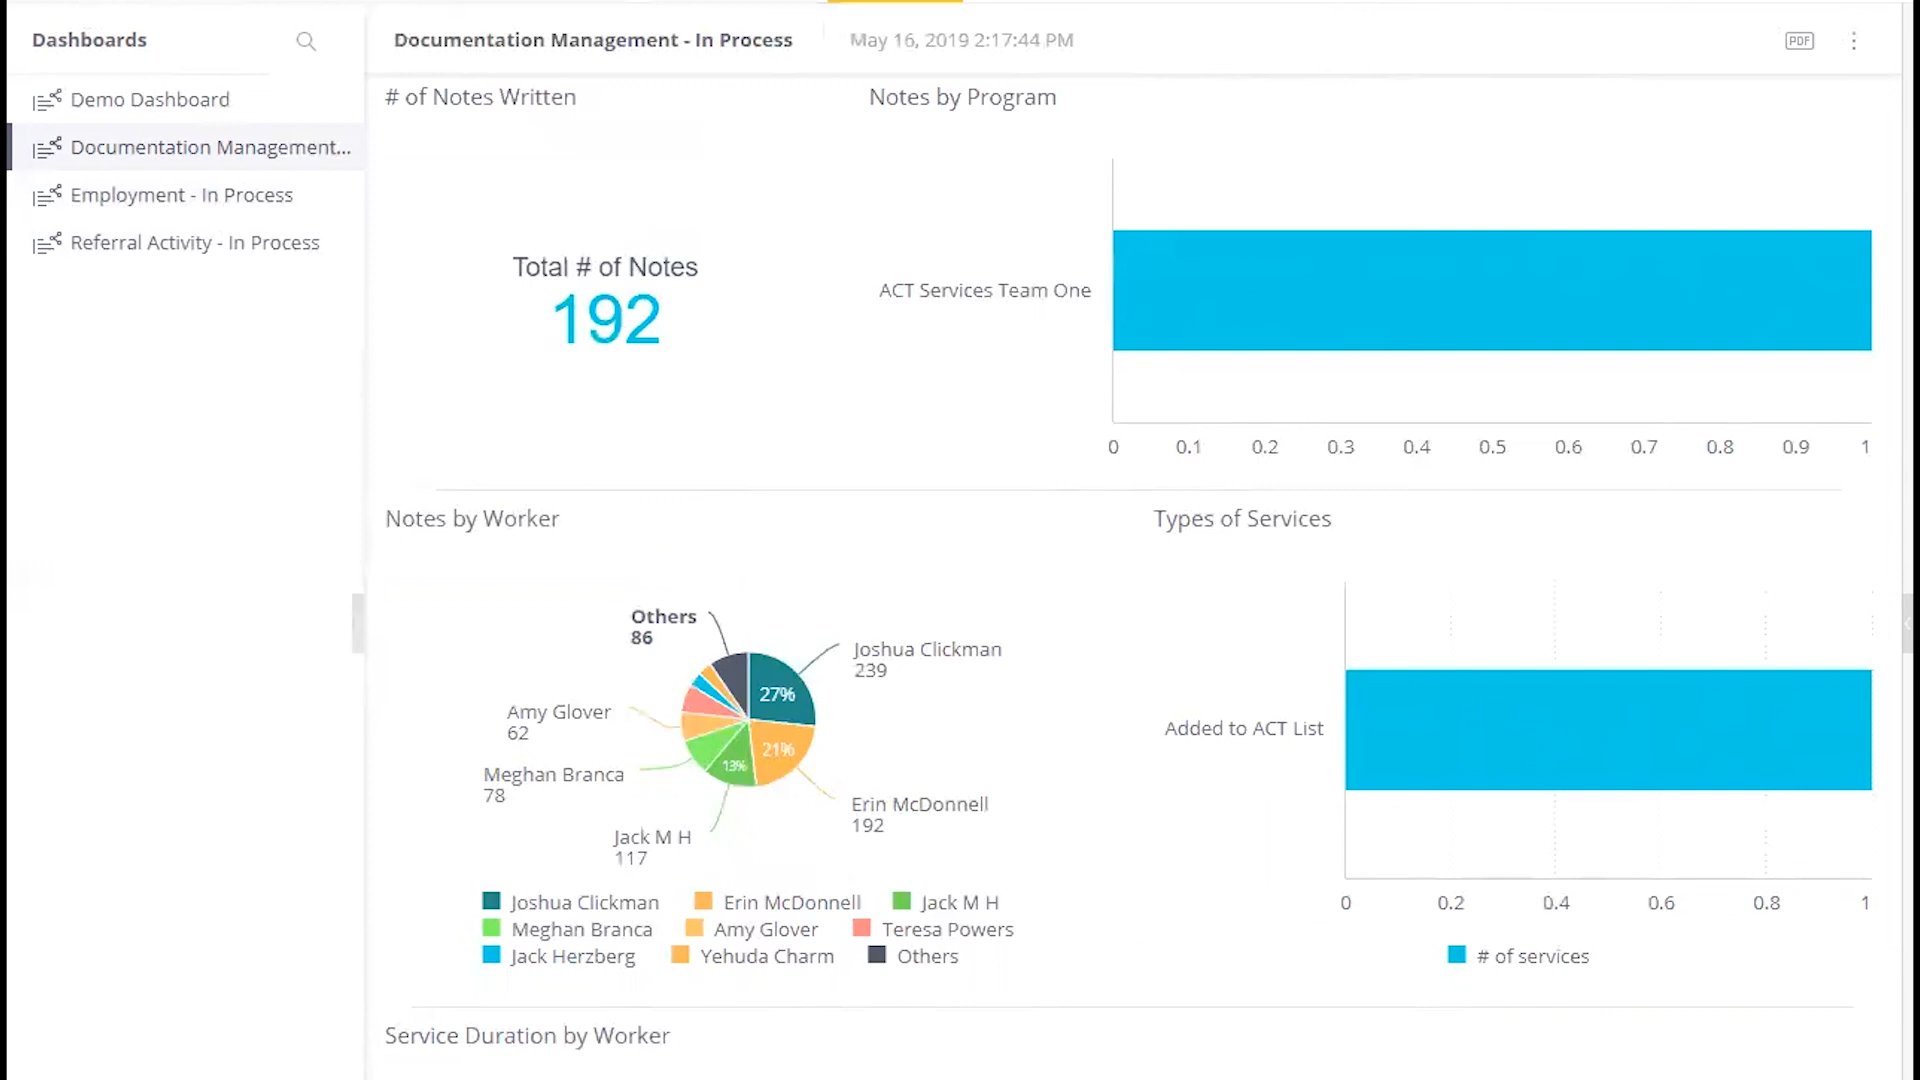 Dashboards
Demo Dashboard
Documentation Management...
Employment - In Process
Referral Activity - In Process
Documentation Management - In Process
May 16, 2019 2:17:44 PM
PDF
# of Notes Written
Total # of Notes
192
Notes by Program
ACT Services Team One
0 0.1 0.2 0.3 0.4 0.5 0.6 0.7 0.8 0.9 1
Notes by Worker
Others
86
Joshua Clickman
239
27%
Amy Glover
62
21%
13%
Meghan Branca
78
Erin McDonnell
192
Jack M H
117
Joshua Clickman Erin McDonnell Jack M H
Meghan Branca Amy Glover Teresa Powers
Jack Herzberg Yehuda Charm Others
Types of Services
Added to ACT List
0 0.2 0.4 0.6 0.8 1
# of services
Service Duration by Worker